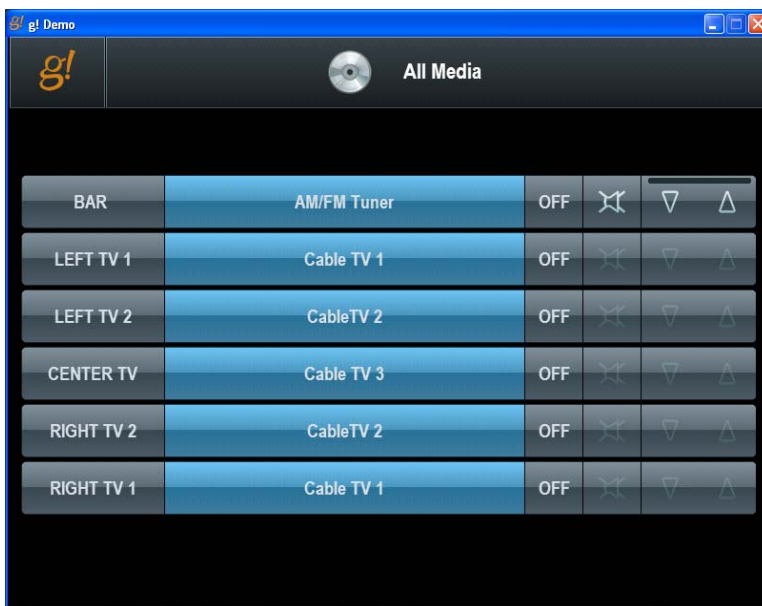 g! g! Demo
g! All Media
BAR AM/FM Tuner OFF
LEFT TV 1 Cable TV 1 OFF
LEFT TV 2 CableTV 2 OFF
CENTER TV Cable TV 3 OFF
RIGHT TV 2 CableTV 2 OFF
RIGHT TV 1 Cable TV 1 OFF